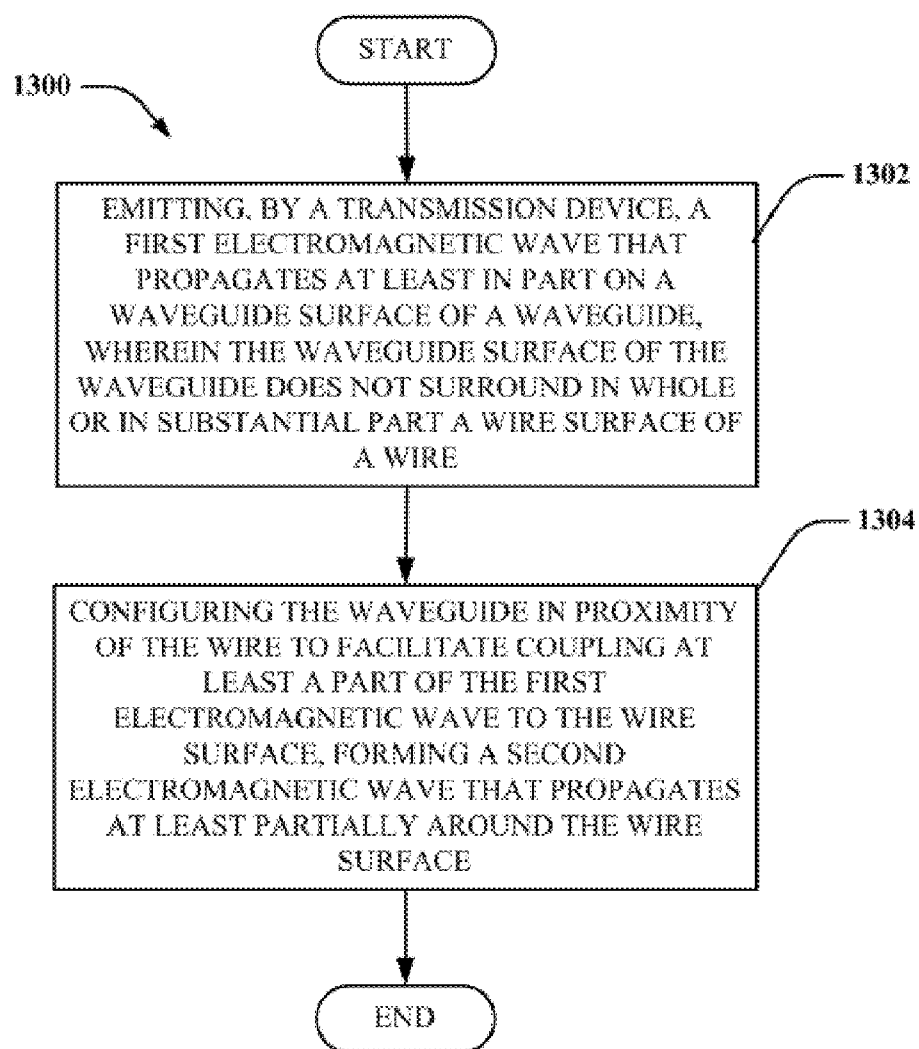 START
1300
1302
EMITTING, BY A TRANSMISSION DEVICE, A
FIRST ELECTROMAGNETIC WAVE THAT
PROPAGATES AT LEAST IN PART ON A
WAVEGUIDE SURFACE OF A WAVEGUIDE,
WHEREIN THE WAVEGUIDE SURFACE OF THE
WAVEGUIDE DOES NOT SURROUND IN WHOLE
OR IN SUBSTANTIAL PART A WIRE SURFACE OF
A WIRE
1304
CONFIGURING THE WAVEGUIDE IN PROXIMITY
OF THE WIRE TO FACILITATE COUPLING AT
LEAST A PART OF THE FIRST
ELECTROMAGNETIC WAVE TO THE WIRE
SURFACE, FORMING A SECOND
ELECTROMAGNETIC WAVE THAT PROPAGATES
AT LEAST PARTIALLY AROUND THE WIRE
SURFACE
END